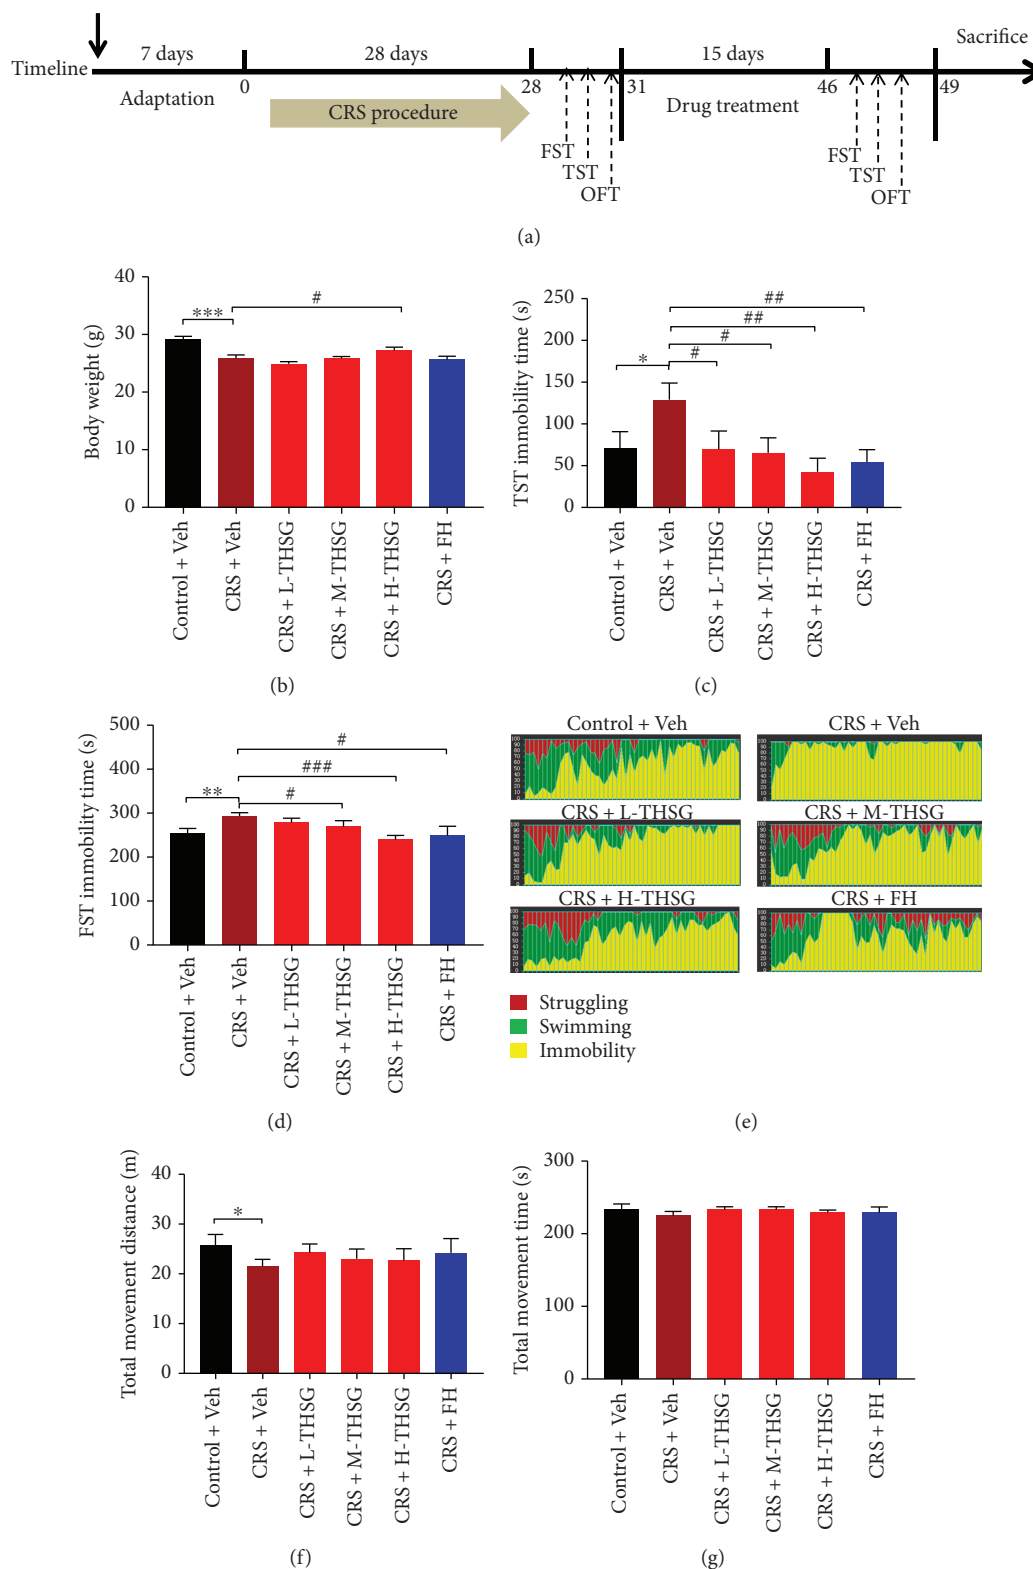 Sacrifice
7 days
28 days
15 days
Timeline
0
28
31
46
49
Adaptation
CRS procedure
Drug treatment
FST
TST
OFT
FST
TST
OFT
(a)
Body weight (g)
40
30
20
10
0
***
#
Control + Veh
CRS + Veh
CRS + L-THSG
CRS + M-THSG
CRS + H-THSG
CRS + FH
(b)
TST immobility time (s)
250
200
150
100
50
0
*
#
#
##
##
Control + Veh
CRS + Veh
CRS + L-THSG
CRS + M-THSG
CRS + H-THSG
CRS + FH
(c)
FST immobility time (s)
500
400
300
200
100
0
**
#
###
#
Control + Veh
CRS + Veh
CRS + L-THSG
CRS + M-THSG
CRS + H-THSG
CRS + FH
(d)
Control + Veh
CRS + Veh
CRS + L-THSG
CRS + M-THSG
CRS + H-THSG
CRS + FH
Struggling
Swimming
Immobility
(e)
Total movement distance (m)
40
30
20
10
0
*
Control + Veh
CRS + Veh
CRS + L-THSG
CRS + M-THSG
CRS + H-THSG
CRS + FH
(f)
Total movement time (s)
300
200
100
0
Control + Veh
CRS + Veh
CRS + L-THSG
CRS + M-THSG
CRS + H-THSG
CRS + FH
(g)